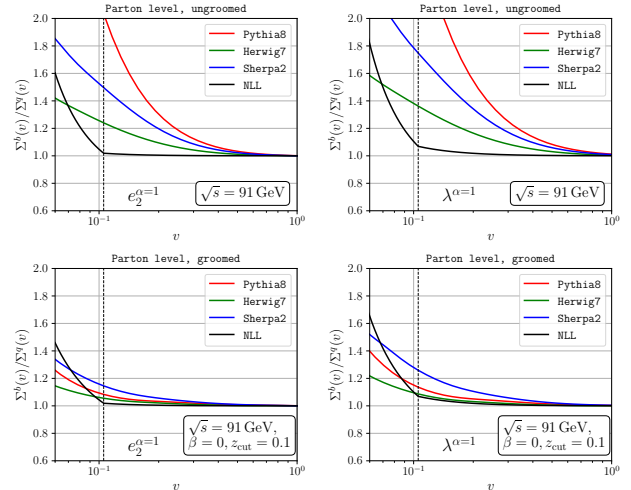 Parton level, ungroomed
2.0
1.8
1.6
1.4
1.2
1.0
0.8
0.6
Σ^b(v)/Σ^q(v)
Pythia8
Herwig7
Sherpa2
NLL
e_2^{α=1}
√s = 91 GeV
10^{-1}
10^0
v
Parton level, ungroomed
2.0
1.8
1.6
1.4
1.2
1.0
0.8
0.6
Σ^b(v)/Σ^q(v)
Pythia8
Herwig7
Sherpa2
NLL
λ^{α=1}
√s = 91 GeV
10^{-1}
10^0
v
Parton level, groomed
2.0
1.8
1.6
1.4
1.2
1.0
0.8
0.6
Σ^b(v)/Σ^q(v)
Pythia8
Herwig7
Sherpa2
NLL
e_2^{α=1}
√s = 91 GeV,
β = 0, z_cut = 0.1
10^{-1}
10^0
v
Parton level, groomed
2.0
1.8
1.6
1.4
1.2
1.0
0.8
0.6
Σ^b(v)/Σ^q(v)
Pythia8
Herwig7
Sherpa2
NLL
λ^{α=1}
√s = 91 GeV,
β = 0, z_cut = 0.1
10^{-1}
10^0
v